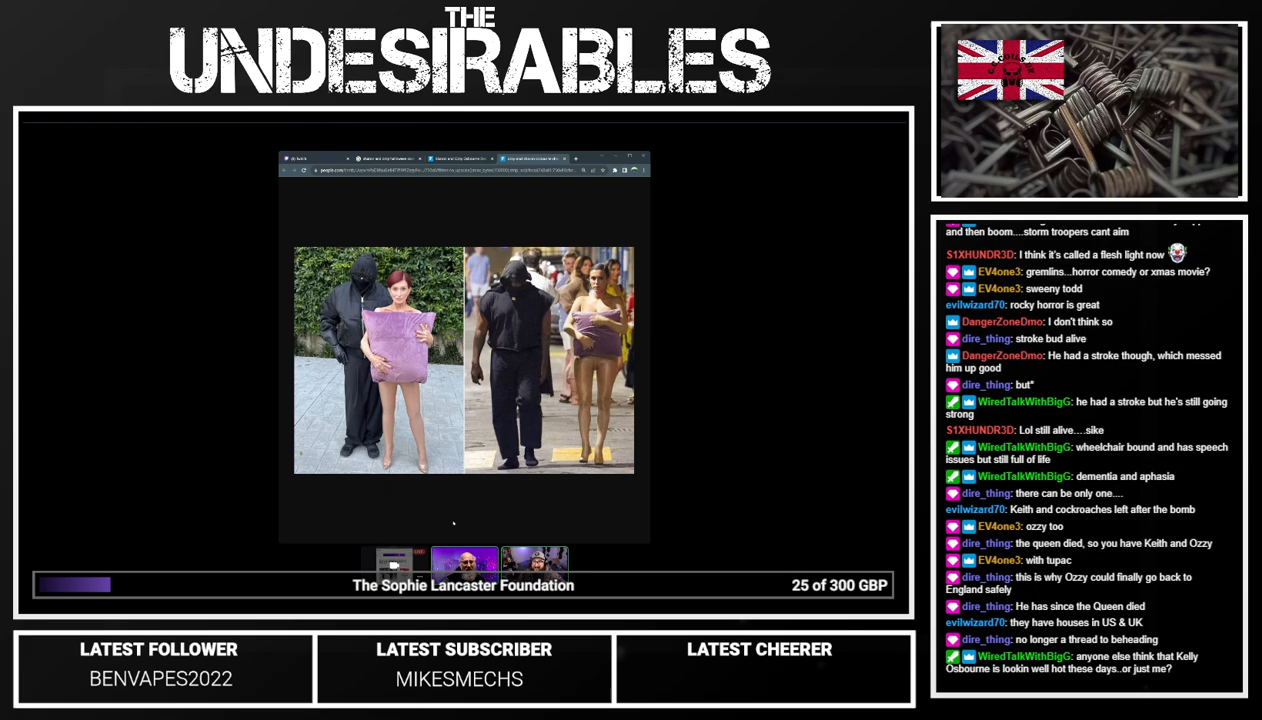 THE
UNDESIRABLES
The Sophie Lancaster Foundation
25 of 300 GBP
LATEST FOLLOWER
BENVAPES2022
LATEST SUBSCRIBER
MIKESMECHS
LATEST CHEERER
and then boom....storm troopers cant aim
S1XHUNDR3D: I think it's called a flesh light now
EV4one3: gremlins...horror comedy or xmas movie?
EV4one3: sweeny todd
evilwizard70: rocky horror is great
DangerZoneDmo: I don't think so
dire_thing: stroke bud alive
DangerZoneDmo: He had a stroke though, which messed
him up good
dire_thing: but*
WiredTalkWithBigG: he had a stroke but he's still going
strong
S1XHUNDR3D: Lol still alive....sike
WiredTalkWithBigG: wheelchair bound and has speech
issues but still full of life
WiredTalkWithBigG: dementia and aphasia
dire_thing: there can be only one....
evilwizard70: Keith and cockroaches left after the bomb
EV4one3: ozzy too
dire_thing: the queen died, so you have Keith and Ozzy
EV4one3: with tupac
dire_thing: this is why Ozzy could finally go back to
England safely
dire_thing: He has since the Queen died
evilwizard70: they have houses in US & UK
dire_thing: no longer a thread to beheading
WiredTalkWithBigG: anyone else think that Kelly
Osbourne is lookin well hot these days..or just me?